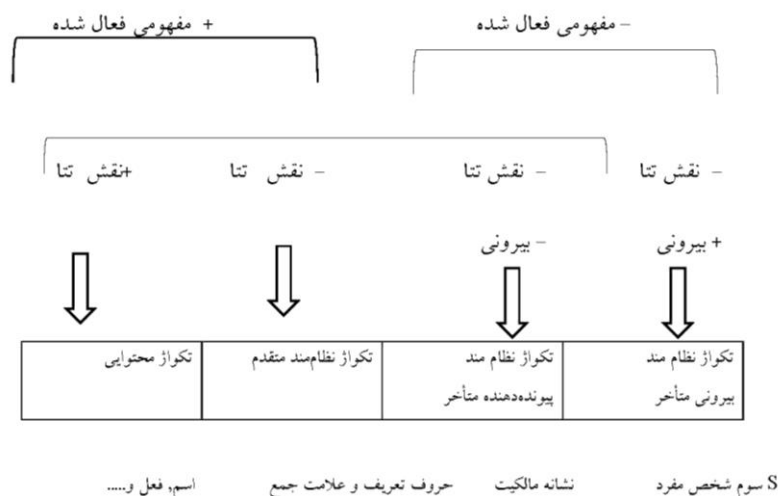 – مفهومی فعال شده
+ مفهومی فعال شده
– نقش تتا
– نقش تتا
– نقش تتا
+نقش تتا
+ بیرونی
– بیرونی
تکواژ نظام مند
بیرونی متأخر
تکواژ نظام مند
پیونددهنده متأخر
تکواژ نظام‌مند متقدم
تکواژ محتوایی
S سوم شخص مفرد
نشانه مالکیت
حروف تعریف و علامت جمع
اسم, فعل و.....